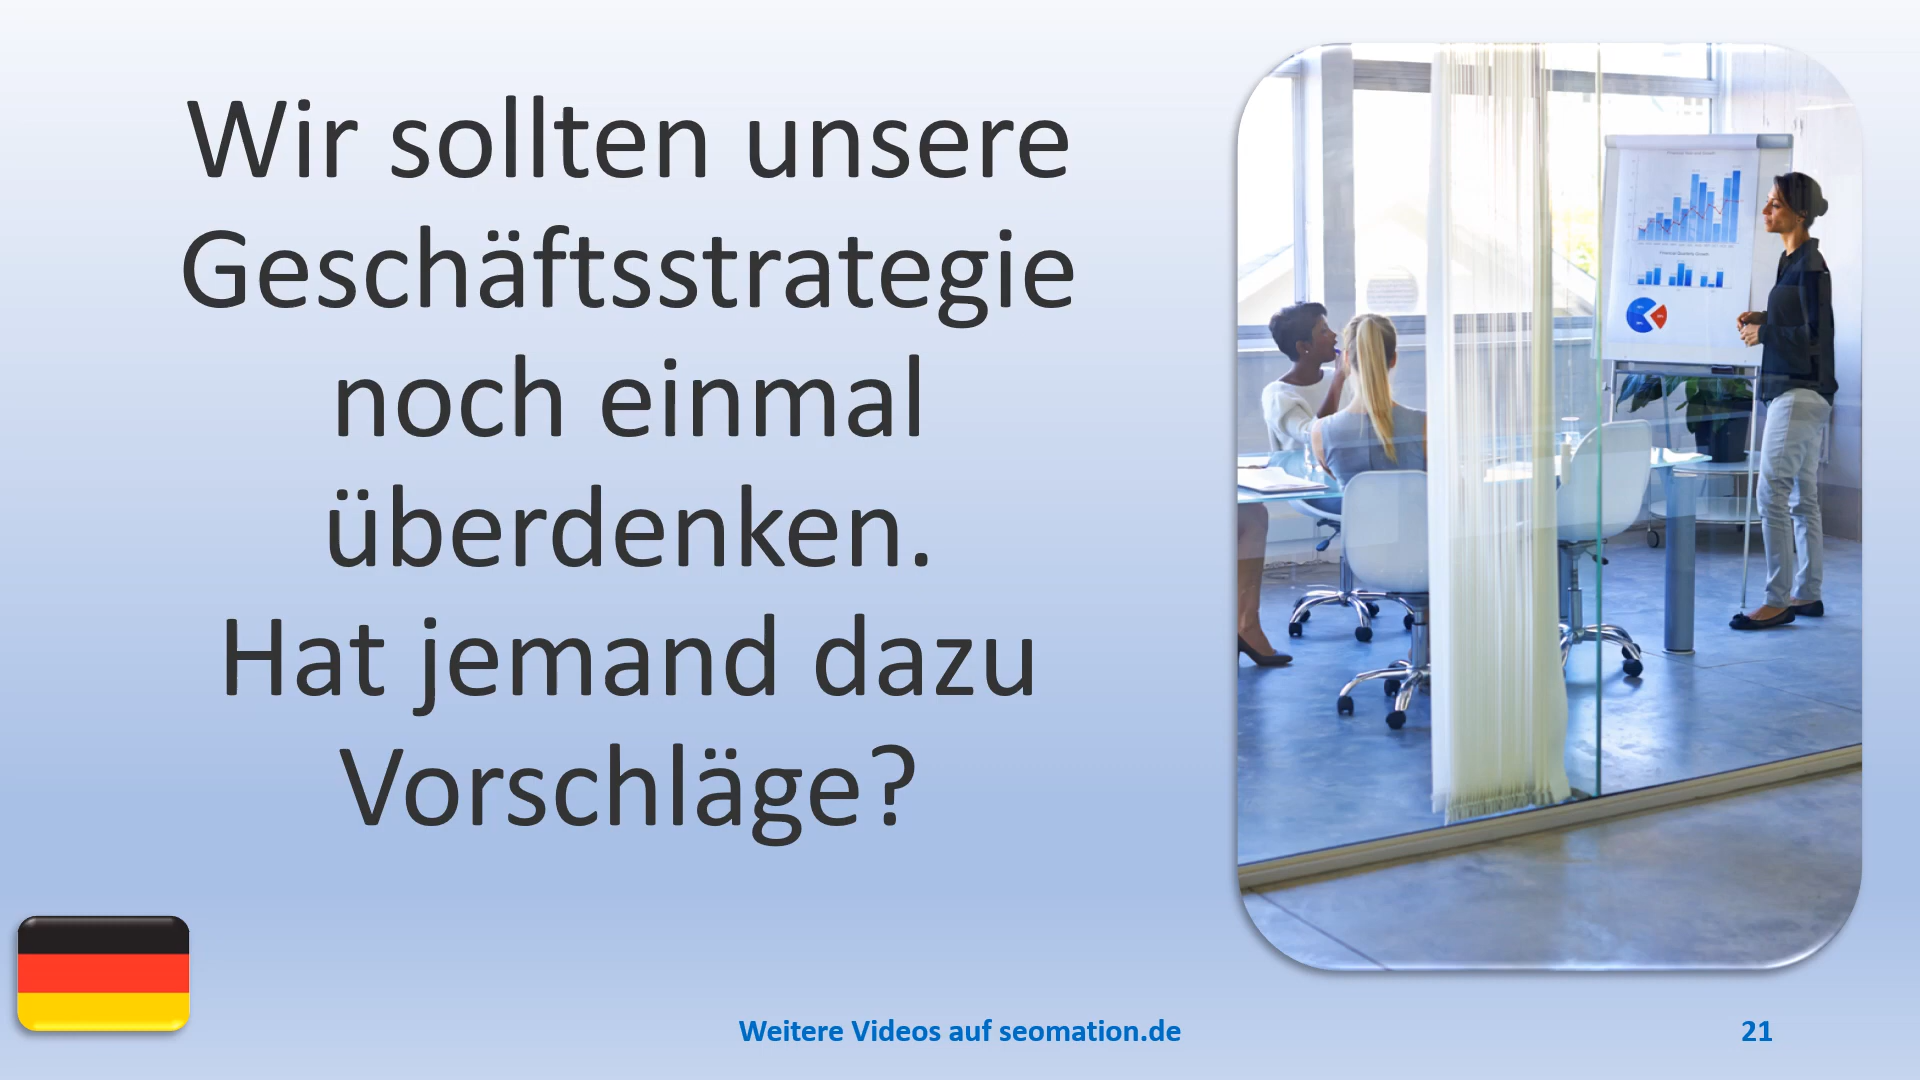 Wir sollten unsere
Geschäftsstrategie
noch einmal
überdenken.
Hat jemand dazu
Vorschläge?
Weitere Videos auf seomation.de
21